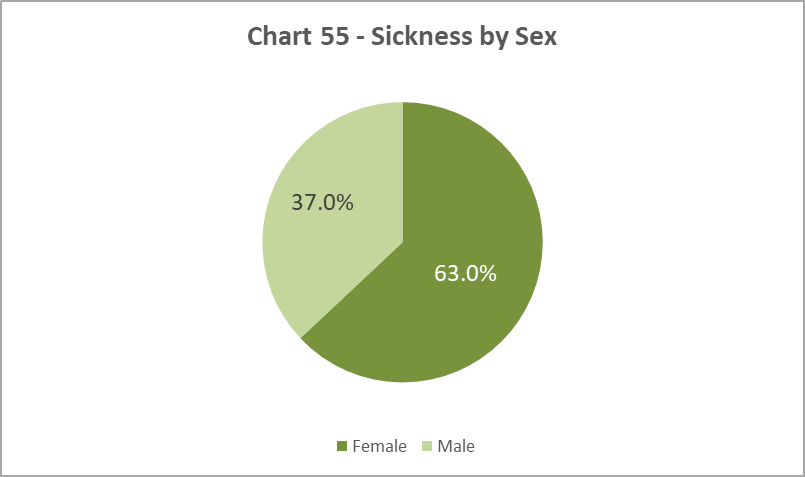 Chart 55 - Sickness by Sex
37.0%
63.0%
Female Male